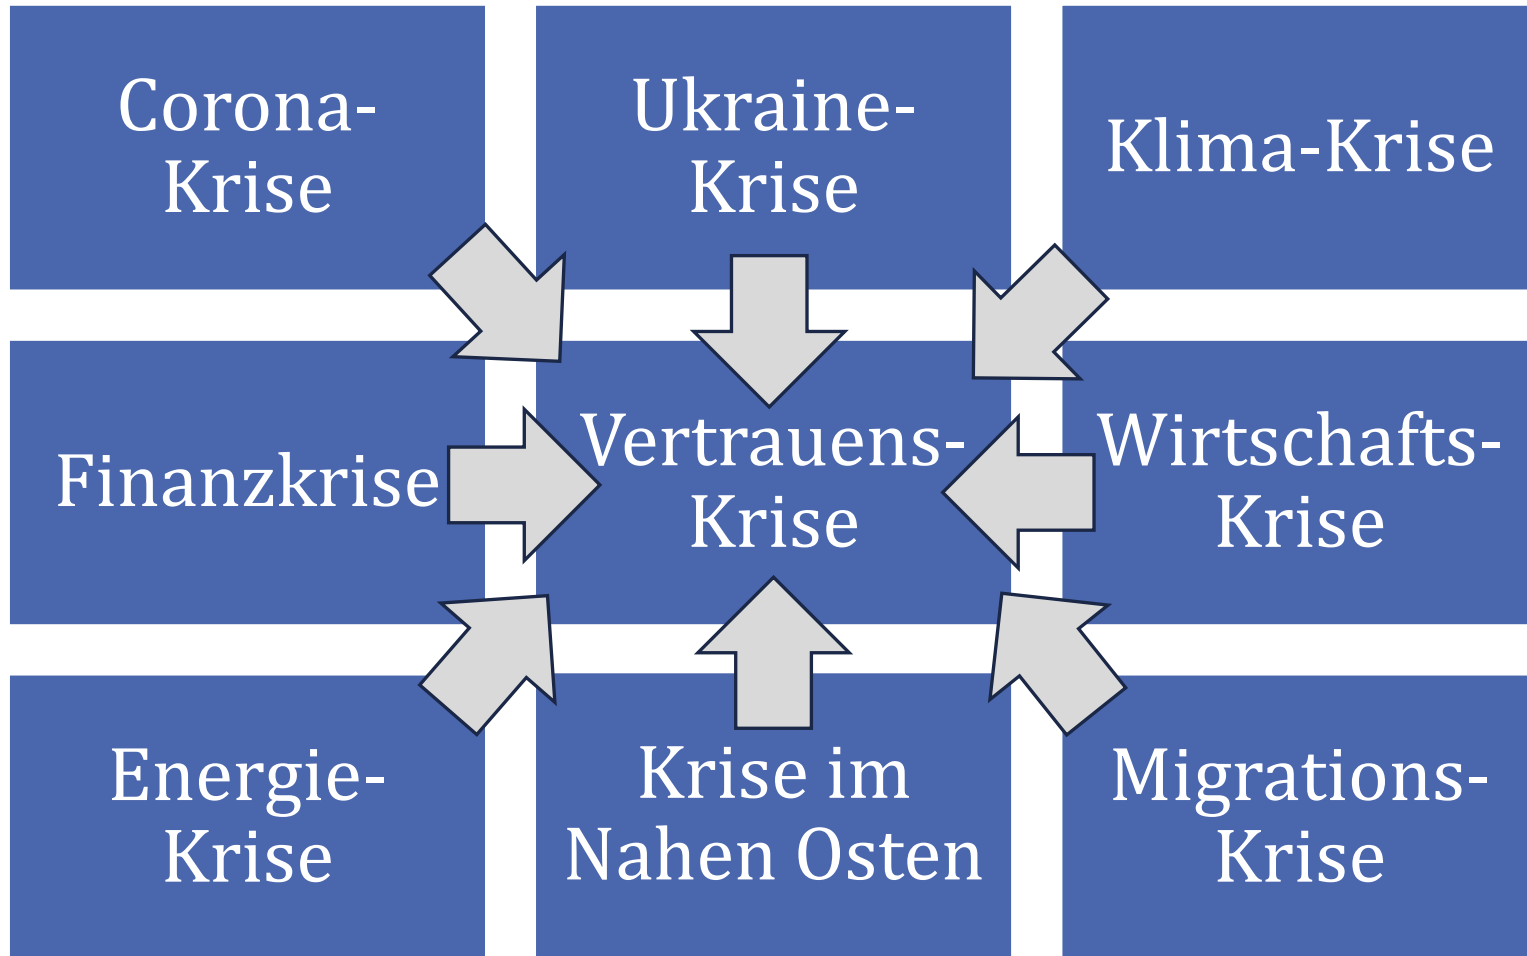 Corona-
Krise
Ukraine-
Krise
Klima-Krise
Finanzkrise
Vertrauens-
Krise
Wirtschafts-
Krise
Energie-
Krise
Krise im
Nahen Osten
Migrations-
Krise